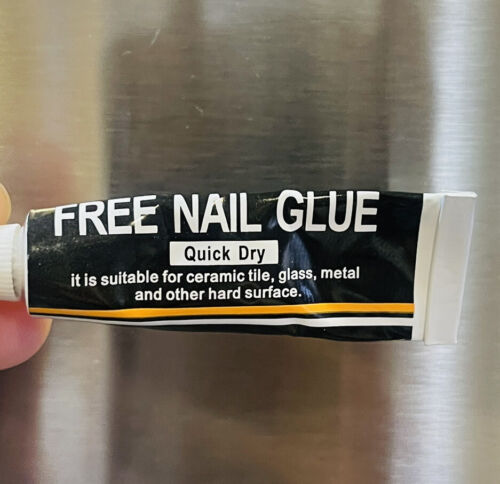 FREE NAIL GLUE
Quick Dry
it is suitable for ceramic tile, glass, metal
and other hard surface.